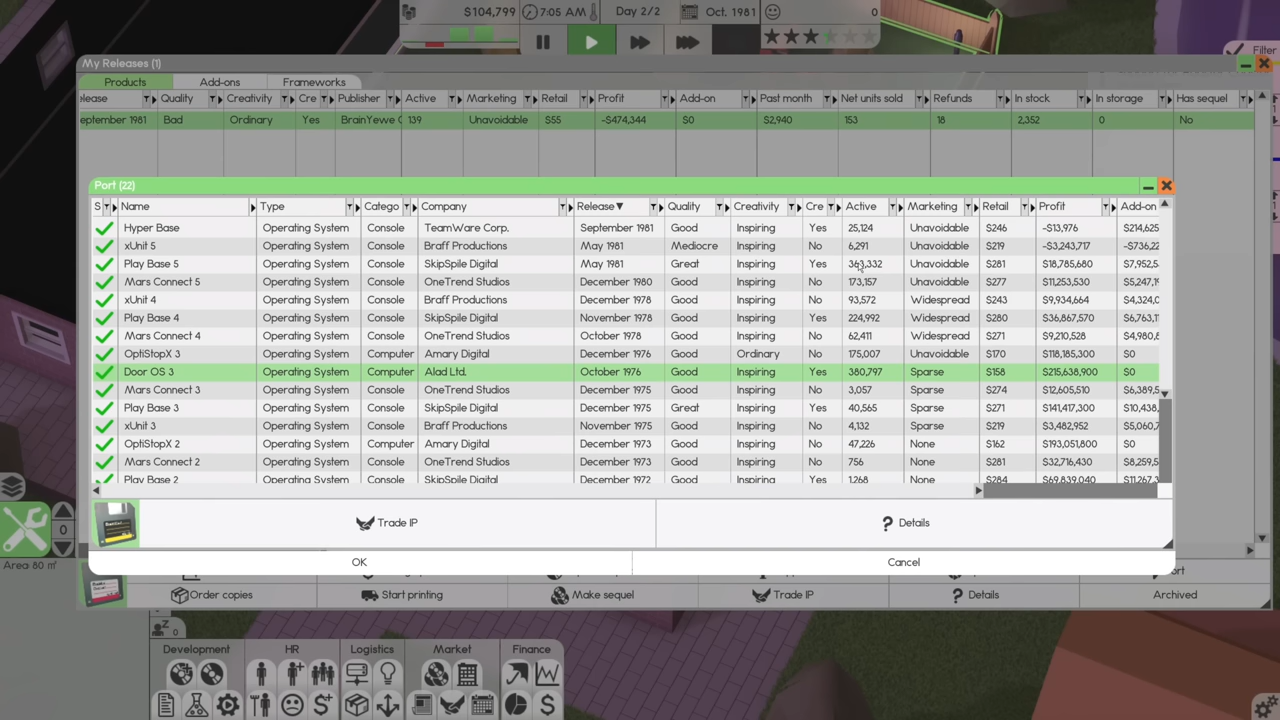 $104,799 7:05 AM Day 2/2 Oct. 1981 0
Filter
My Releases (1)
Products Add-ons Frameworks
elease Quality Creativity Cre Publisher Active Marketing Retail Profit Add-on Past month Net units sold Refunds In stock In storage Has sequel
eptember 1981 Bad Ordinary Yes BrainYewe C 139 Unavoidable $55 -$474,344 $0 $2,940 153 18 2,352 0 No
Port (22)
S Name Type Catego Company Release Quality Creativity Cre Active Marketing Retail Profit Add-on
Hyper Base Operating System Console TeamWare Corp. September 1981 Good Inspiring Yes 25,124 Unavoidable $246 -$13,976 $214,625
xUnit 5 Operating System Console Braff Productions May 1981 Mediocre Inspiring No 6,291 Unavoidable $219 -$3,243,717 -$736,22
Play Base 5 Operating System Console SkipSpile Digital May 1981 Great Inspiring Yes 363,332 Unavoidable $281 $18,785,680 $7,952,5
Mars Connect 5 Operating System Console OneTrend Studios December 1980 Good Inspiring No 173,157 Unavoidable $277 $11,253,530 $5,247,1
xUnit 4 Operating System Console Braff Productions December 1978 Good Inspiring No 93,572 Widespread $243 $9,934,664 $4,324,0
Play Base 4 Operating System Console SkipSpile Digital November 1978 Good Inspiring Yes 224,992 Widespread $280 $36,867,570 $6,763,1
Mars Connect 4 Operating System Console OneTrend Studios October 1978 Good Inspiring No 62,411 Widespread $271 $9,210,528 $4,980,8
OptiStopX 3 Operating System Computer Amary Digital December 1976 Good Ordinary No 175,007 Unavoidable $170 $118,185,300 $0
Door OS 3 Operating System Computer Alad Ltd. October 1976 Good Inspiring Yes 380,797 Sparse $158 $215,638,900 $0
Mars Connect 3 Operating System Console OneTrend Studios December 1975 Good Inspiring No 3,057 Sparse $274 $12,605,510 $6,389,5
Play Base 3 Operating System Console SkipSpile Digital December 1975 Great Inspiring Yes 40,565 Sparse $271 $141,417,300 $10,438,
xUnit 3 Operating System Console Braff Productions November 1975 Good Inspiring No 4,132 Sparse $219 $3,482,952 $5,060,7
OptiStopX 2 Operating System Computer Amary Digital December 1973 Good Inspiring No 47,226 None $162 $193,051,800 $0
Mars Connect 2 Operating System Console OneTrend Studios December 1973 Good Inspiring No 756 None $281 $32,716,430 $8,259,5
Play Base 2 Operating System Console SkipSpile Digital December 1972 Good Inspiring Yes 1,268 None $284 $69,839,040 $11,267,3
Trade IP Details
0
Area: 80 m²
OK Cancel
ort
Order copies Start printing Make sequel Trade IP Details Archived
Z 0
Development HR Logistics Market Finance